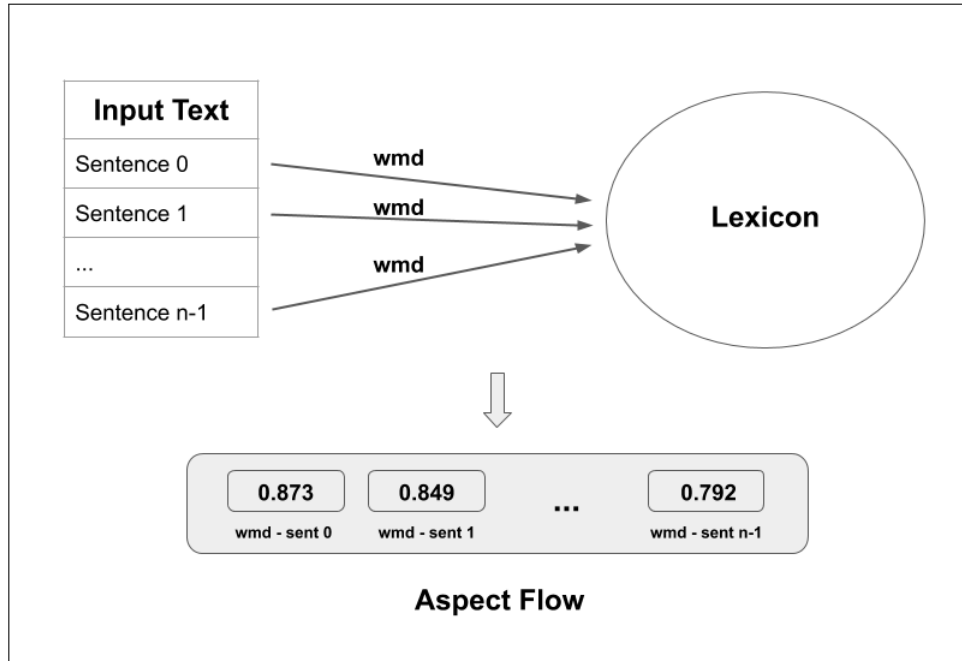 Input Text
Sentence 0
Sentence 1
...
Sentence n-1
wmd
wmd
wmd
Lexicon
0.873 0.849 ... 0.792
wmd - sent 0 wmd - sent 1 wmd - sent n-1
Aspect Flow